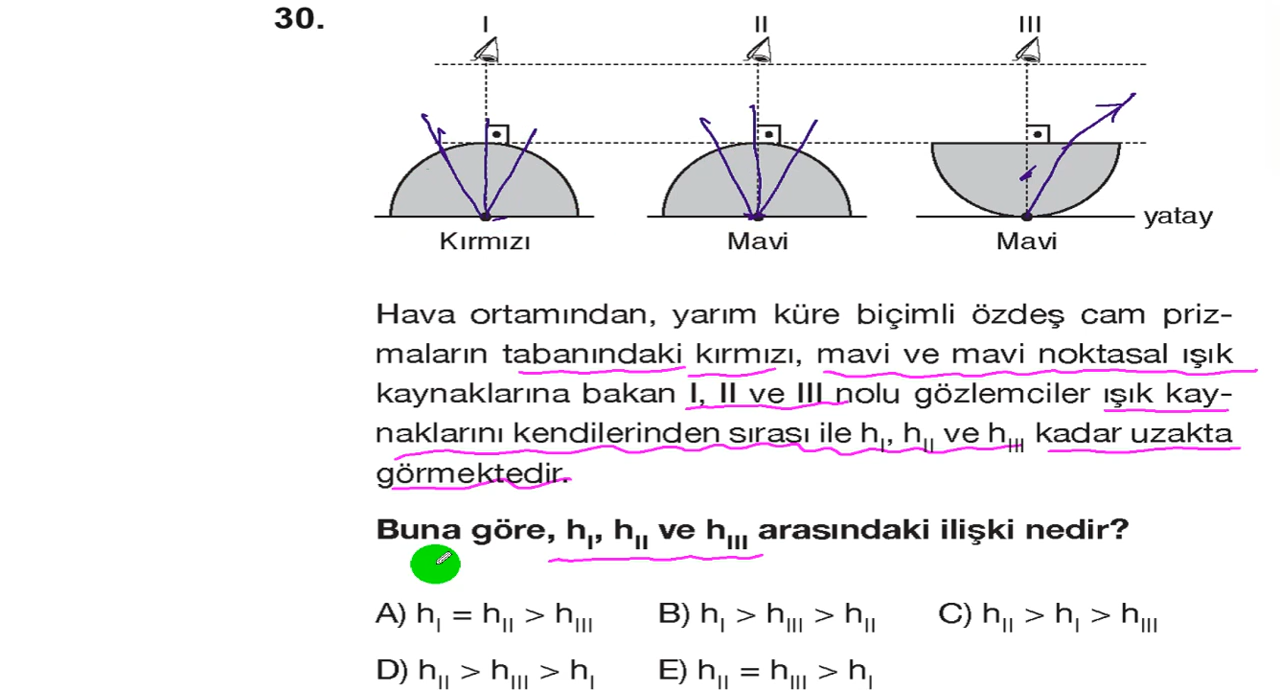 30.
I II III
yatay
Kırmızı Mavi Mavi
Hava ortamından, yarım küre biçimli özdeş cam priz-
maların tabanındaki kırmızı, mavi ve mavi noktasal ışık
kaynaklarına bakan I, II ve III nolu gözlemciler ışık kay-
naklarını kendilerinden sırası ile hI, hII ve hIII kadar uzakta
görmektedir.
Buna göre, hI, hII ve hIII arasındaki ilişki nedir?
A) hI = hII > hIII B) hI > hIII > hII C) hII > hI > hIII
D) hII > hIII > hI E) hII = hIII > hI